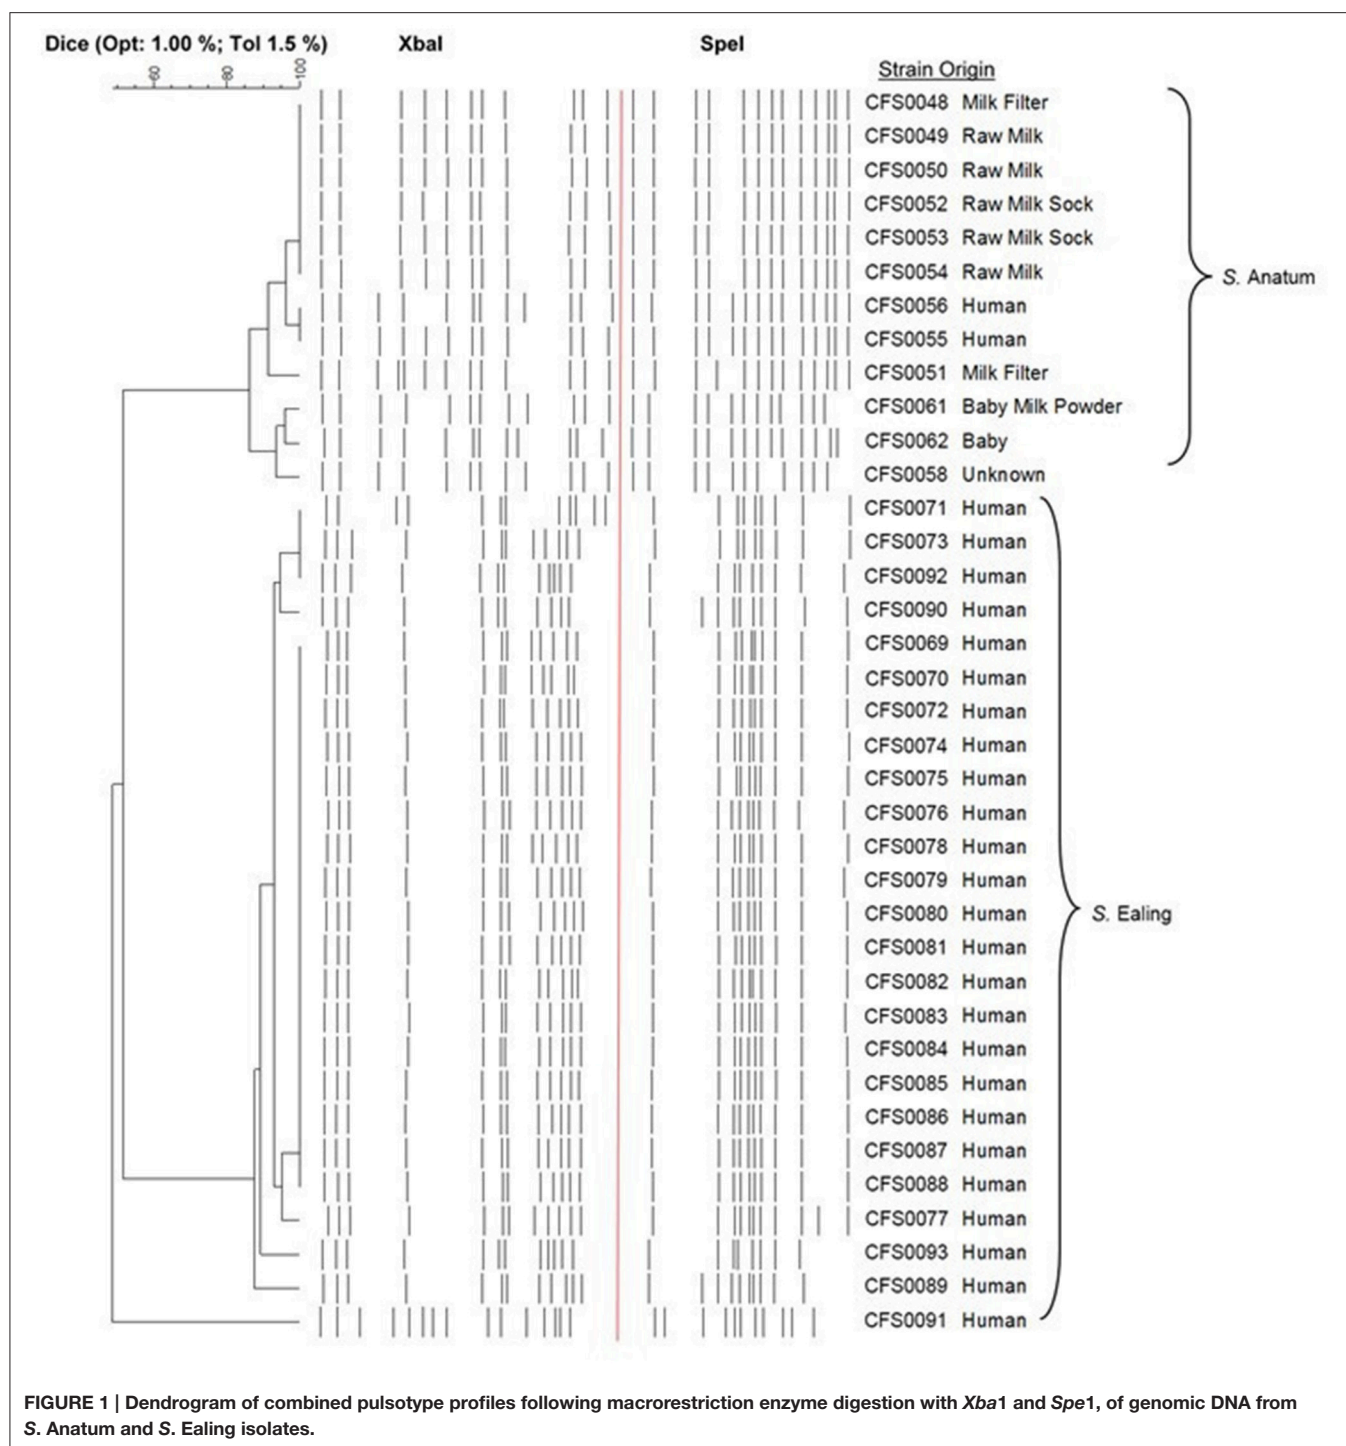 Dice (Opt: 1.00 %; Tol 1.5 %) XbaI SpeI
-60 -80 -100
Strain Origin
CFS0048 Milk Filter
CFS0049 Raw Milk
CFS0050 Raw Milk
CFS0052 Raw Milk Sock
CFS0053 Raw Milk Sock
CFS0054 Raw Milk
S. Anatum
CFS0056 Human
CFS0055 Human
CFS0051 Milk Filter
CFS0061 Baby Milk Powder
CFS0062 Baby
CFS0058 Unknown
CFS0071 Human
CFS0073 Human
CFS0092 Human
CFS0090 Human
CFS0069 Human
CFS0070 Human
CFS0072 Human
CFS0074 Human
CFS0075 Human
CFS0076 Human
CFS0078 Human
CFS0079 Human
CFS0080 Human
S. Ealing
CFS0081 Human
CFS0082 Human
CFS0083 Human
CFS0084 Human
CFS0085 Human
CFS0086 Human
CFS0087 Human
CFS0088 Human
CFS0077 Human
CFS0093 Human
CFS0089 Human
CFS0091 Human
FIGURE 1 | Dendrogram of combined pulsotype profiles following macrorestriction enzyme digestion with Xba1 and Spe1, of genomic DNA from
S. Anatum and S. Ealing isolates.